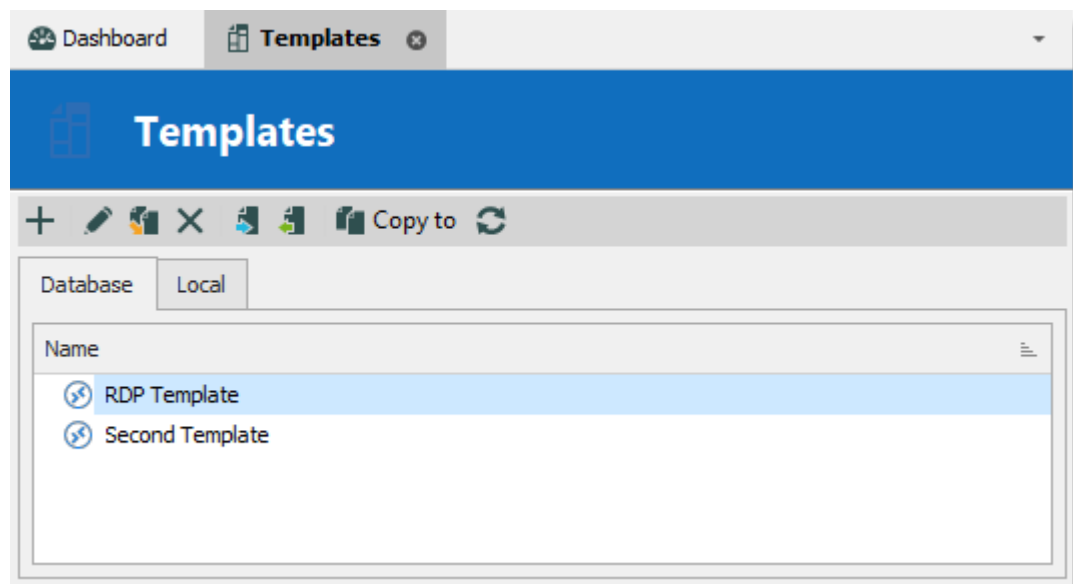 Dashboard Templates
Templates
Copy to
Database Local
Name
RDP Template
Second Template